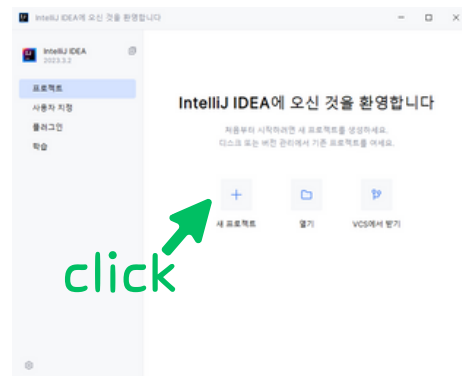 IntelliJ IDEA에 오신 것을 환영합니다
IntelliJ IDEA
2023.3.2
프로젝트
사용자 지정
플러그인
학습
IntelliJ IDEA에 오신 것을 환영합니다
처음부터 시작하려면 새 프로젝트를 생성하세요.
디스크 또는 버전 관리에서 기존 프로젝트를 여세요.
새 프로젝트
열기
VCS에서 받기
click